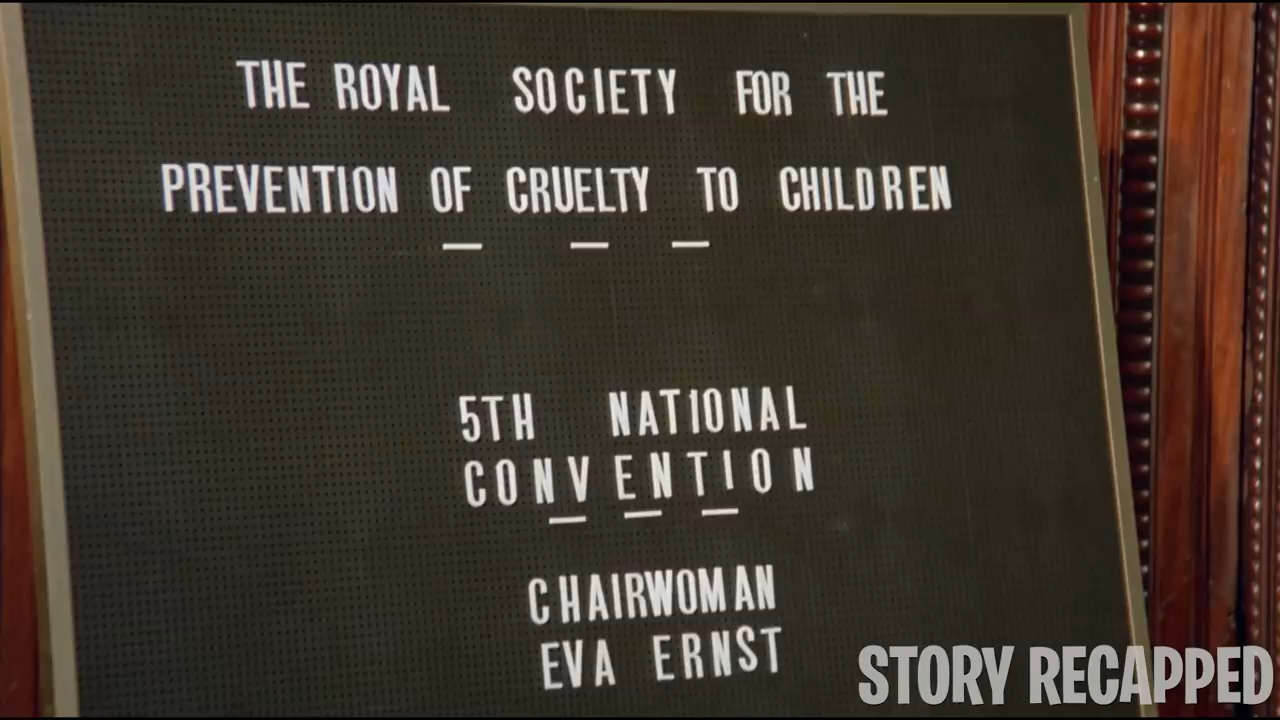 THE ROYAL SOCIETY FOR THE
PREVENTION OF CRUELTY TO CHILDREN
5TH NATIONAL
CONVENTION
CHAIRWOMAN
EVA ERNST
STORY RECAPPED